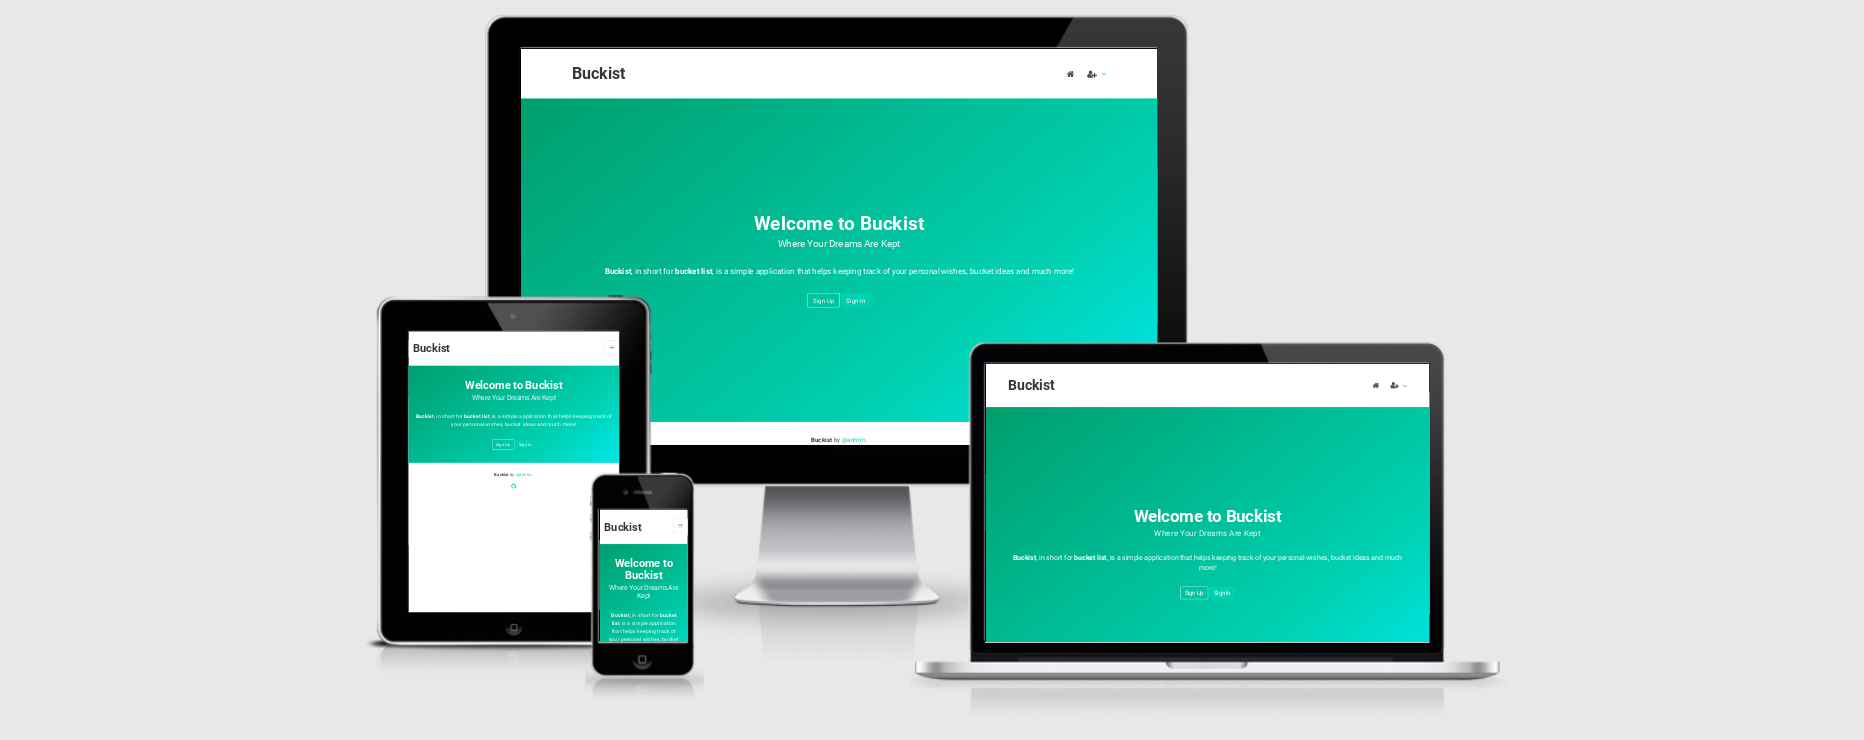 Buckist
Welcome to Buckist
Where Your Dreams Are Kept
Buckist, in short for bucket list, is a simple application that helps keeping track of your personal wishes, bucket ideas and much more!
Sign Up Sign In
Buckist by @anhtrn
Buckist
Welcome to Buckist
Where Your Dreams Are Kept
Buckist, in short for bucket list, is a simple application that helps keeping track of
your personal wishes, bucket ideas and much more!
Sign Up Sign In
Buckist by
Buckist
Welcome to
Buckist
Where Your Dreams Are
Kept
Buckist, in short for bucket
list, is a simple application
that helps keeping track of
your personal wishes, bucket
Buckist
Welcome to Buckist
Where Your Dreams Are Kept
Buckist, in short for bucket list, is a simple application that helps keeping track of your personal wishes, bucket ideas and much
more!
Sign Up Sign In